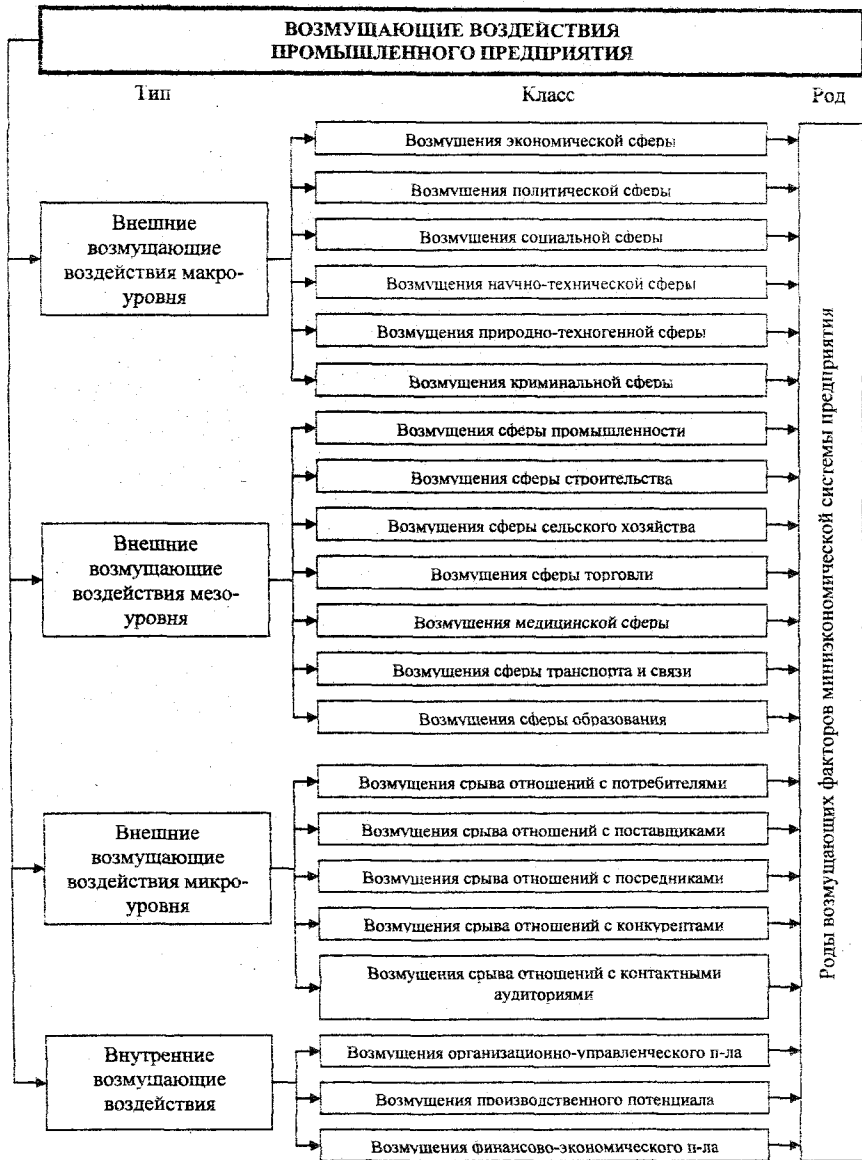 ВОЗМУЩАЮЩИЕ ВОЗДЕЙСТВИЯ
ПРОМЫШЛЕННОГО ПРЕДПРИЯТИЯ
Тип
Класс
Род
Внешние
возмущающие
воздействия макро-
уровня
Возмущения экономической сферы
Возмущения политической сферы
Возмущения социальной сферы
Возмущения научно-технической сферы
Возмущения природно-техногенной сферы
Возмущения криминальной сферы
Внешние
возмущающие
воздействия мезо-
уровня
Возмущения сферы промышленности
Возмущения сферы строительства
Возмущения сферы сельского хозяйства
Возмущения сферы торговли
Возмущения медицинской сферы
Возмущения сферы транспорта и связи
Возмущения сферы образования
Внешние
возмущающие
воздействия микро-
уровня
Возмущения срыва отношений с потребителями
Возмущения срыва отношений с поставщиками
Возмущения срыва отношений с посредниками
Возмущения срыва отношений с конкурентами
Возмущения срыва отношений с контактными
аудиториями
Внутренние
возмущающие
воздействия
Возмущения организационно-управленческого п-ла
Возмущения производственного потенциала
Возмущения финансово-экономического п-ла
Роды возмущающих факторов миниэкономической системы предприятия